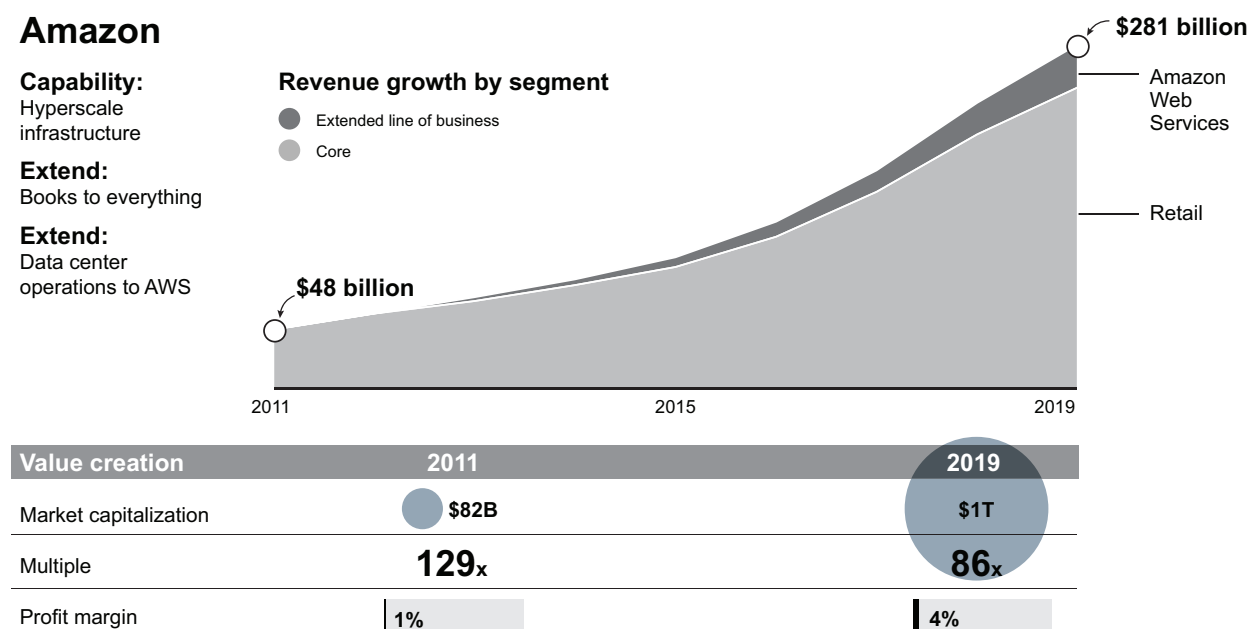 Amazon
Capability:
Hyperscale
infrastructure
Extend:
Books to everything
Extend:
Data center
operations to AWS
Revenue growth by segment
Extended line of business
Core
$48 billion
$281 billion
Amazon
Web
Services
Retail
2011
2015
2019
Value creation 2011 2019
Market capitalization $82B $1T
Multiple 129x 86x
Profit margin 1% 4%